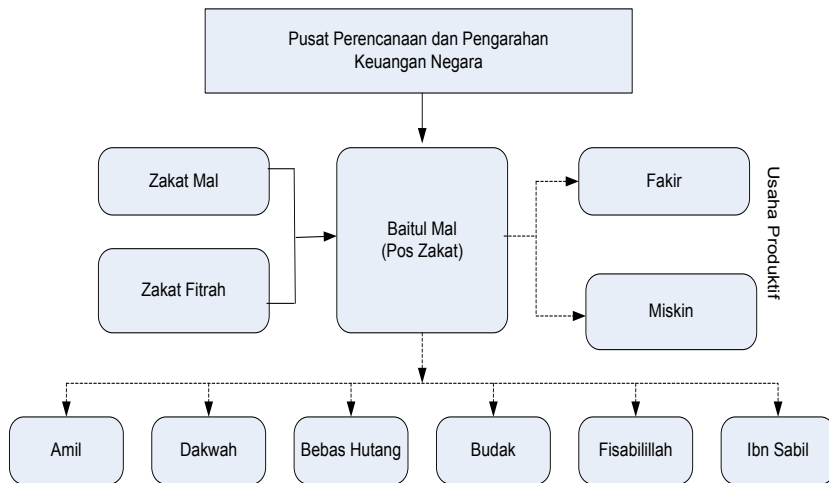 Pusat Perencanaan dan Pengarahan
Keuangan Negara
Zakat Mal
Zakat Fitrah
Baitul Mal
(Pos Zakat)
Fakir
Miskin
Usaha Produktif
Amil
Dakwah
Bebas Hutang
Budak
Fisabilillah
Ibn Sabil